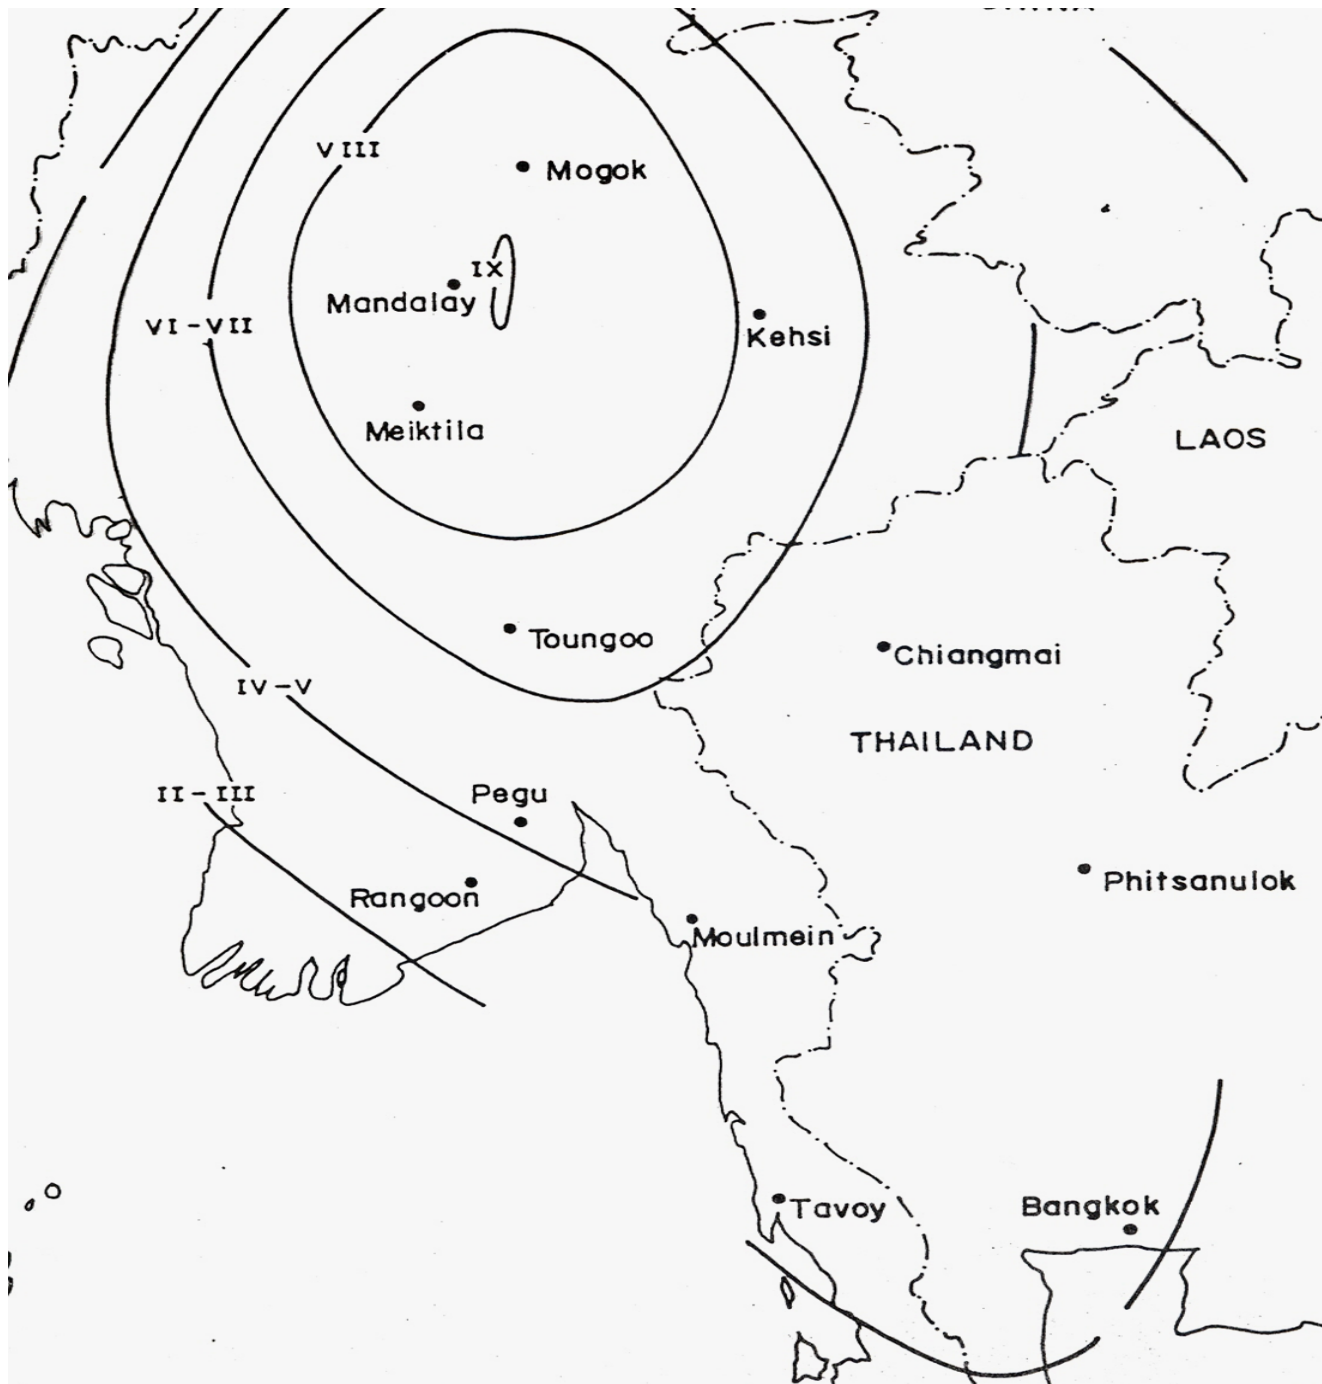 CHINA
VIII
Mogok
IX
Mandalay
VI-VII
Kehsi
Meiktila
LAOS
Toungoo
Chiangmai
IV-V
THAILAND
II-III
Pegu
Phitsanulok
Rangoon
Moulmein
Tavoy
Bangkok